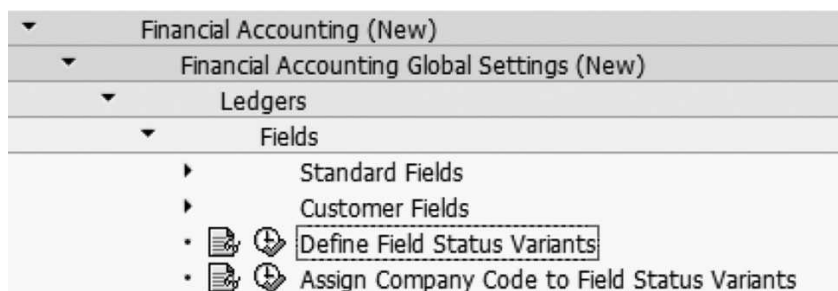 Financial Accounting (New)
Financial Accounting Global Settings (New)
Ledgers
Fields
Standard Fields
Customer Fields
Define Field Status Variants
Assign Company Code to Field Status Variants